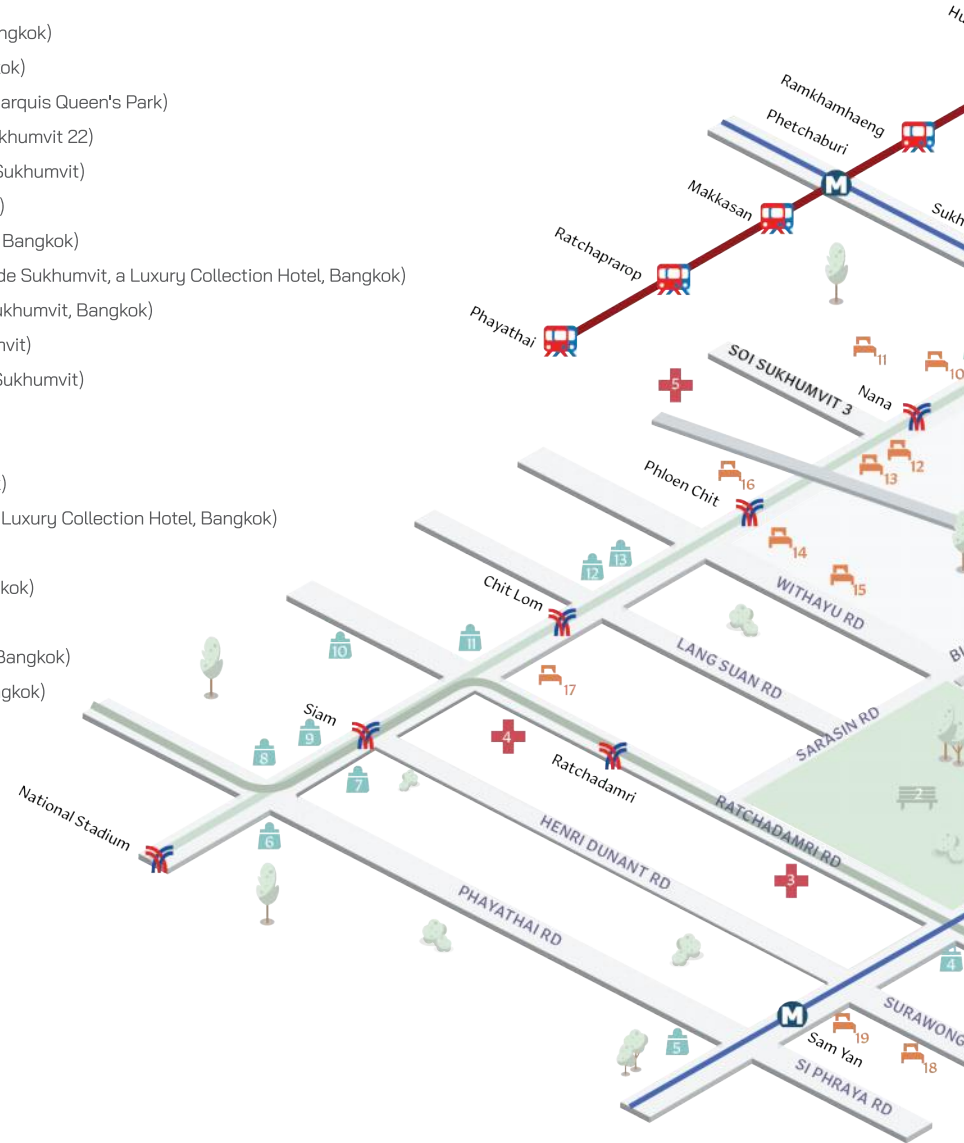 ngkok)
ok)
arquis Queen's Park)
khumvit 22)
Sukhumvit)
)
Bangkok)
de Sukhumvit, a Luxury Collection Hotel, Bangkok)
ukhumvit, Bangkok)
mvit)
Sukhumvit)
)
Luxury Collection Hotel, Bangkok)
kok)
Bangkok)
gkok)
Hu
Ramkhamhaeng
Phetchaburi
M
Makkasan
Sukh
Ratchaprarop
Phayathai
11
10
SOI SUKHUMVIT 3
5
Nana
12
13
Phloen Chit
16
14
15
13
12
WITHAYU RD
Chit Lom
11
10
LANG SUAN RD
BU
17
Siam
SARASIN RD
9
4
8
7
Ratchadamri
2
National Stadium
6
RATCHADAMRI RD
HENRI DUNANT RD
3
PHAYATHAI RD
4
M
SURAWONG
19
5
Sam Yan
18
SI PHRAYA RD